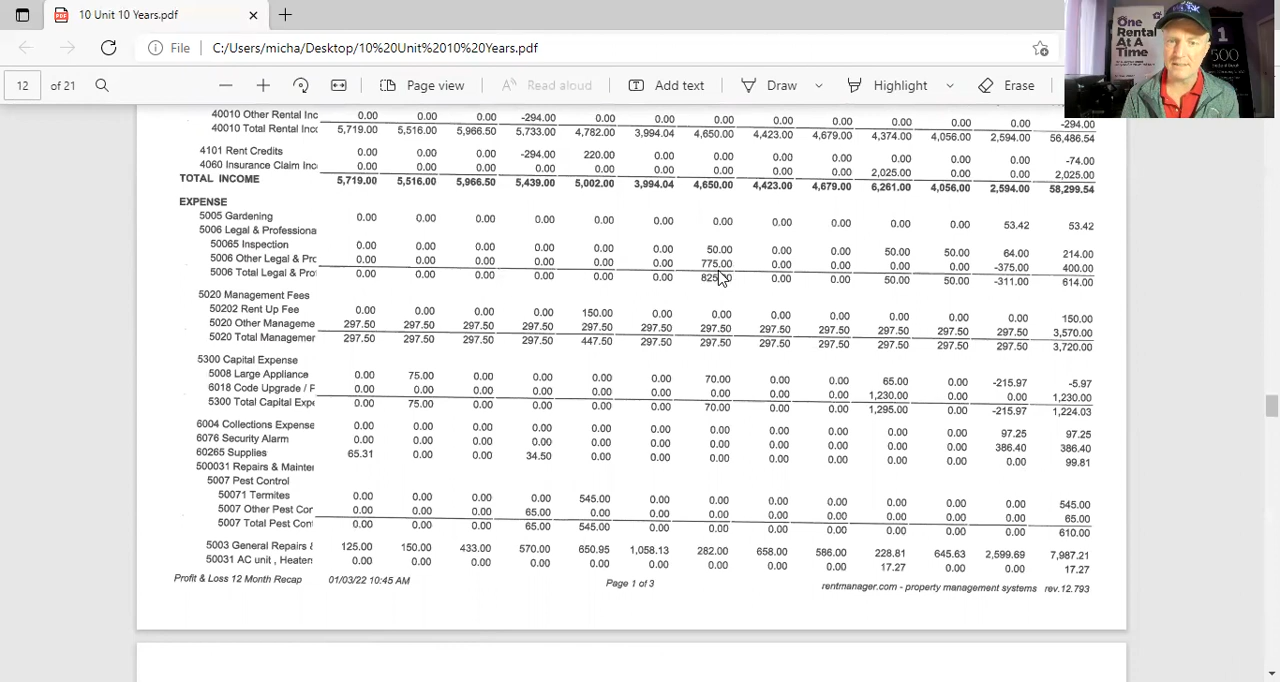 10 Unit 10 Years.pdf
File C:/Users/micha/Desktop/10%20Unit%2010%20Years.pdf
12 of 21 Page view Read aloud Add text Draw Highlight Erase
One Rental At A Time
1
500
40010 Other Rental Inc 0.00 0.00 0.00 -294.00 0.00 0.00 0.00 0.00 0.00 0.00 0.00 0.00 -294.00
40010 Total Rental Inc 5,719.00 5,516.00 5,966.50 5,733.00 4,782.00 3,994.04 4,650.00 4,423.00 4,679.00 4,374.00 4,056.00 2,594.00 56,486.54
4101 Rent Credits 0.00 0.00 0.00 -294.00 220.00 0.00 0.00 0.00 0.00 0.00 0.00 0.00 -74.00
4060 Insurance Claim Inc 0.00 0.00 0.00 0.00 0.00 0.00 0.00 0.00 0.00 2,025.00 0.00 0.00 2,025.00
TOTAL INCOME 5,719.00 5,516.00 5,966.50 5,439.00 5,002.00 3,994.04 4,650.00 4,423.00 4,679.00 6,261.00 4,056.00 2,594.00 58,299.54
EXPENSE
5005 Gardening 0.00 0.00 0.00 0.00 0.00 0.00 0.00 0.00 0.00 0.00 0.00 53.42 53.42
5006 Legal & Professiona
50065 Inspection 0.00 0.00 0.00 0.00 0.00 0.00 50.00 0.00 0.00 50.00 50.00 64.00 214.00
5006 Other Legal & Pro 0.00 0.00 0.00 0.00 0.00 0.00 775.00 0.00 0.00 0.00 0.00 -375.00 400.00
5006 Total Legal & Pro 0.00 0.00 0.00 0.00 0.00 0.00 0.00 0.00 50.00 50.00 -311.00 614.00
5020 Management Fees
50202 Rent Up Fee 0.00 0.00 0.00 0.00 150.00 0.00 0.00 0.00 0.00 0.00 0.00 0.00 150.00
5020 Other Manageme 297.50 297.50 297.50 297.50 297.50 297.50 297.50 297.50 297.50 297.50 297.50 297.50 3,570.00
5020 Total Managemer 297.50 297.50 297.50 297.50 447.50 297.50 297.50 297.50 297.50 297.50 297.50 297.50 3,720.00
5300 Capital Expense
5008 Large Appliance 0.00 75.00 0.00 0.00 0.00 0.00 70.00 0.00 0.00 65.00 0.00 -215.97 -5.97
6018 Code Upgrade / F 0.00 0.00 0.00 0.00 0.00 0.00 0.00 0.00 0.00 1,230.00 0.00 0.00 1,230.00
5300 Total Capital Expe 0.00 75.00 0.00 0.00 0.00 0.00 70.00 0.00 0.00 1,295.00 0.00 -215.97 1,224.03
6004 Collections Expense 0.00 0.00 0.00 0.00 0.00 0.00 0.00 0.00 0.00 0.00 0.00 97.25 97.25
6076 Security Alarm 0.00 0.00 0.00 0.00 0.00 0.00 0.00 0.00 0.00 0.00 0.00 386.40 386.40
60265 Supplies 65.31 0.00 0.00 34.50 0.00 0.00 0.00 0.00 0.00 0.00 0.00 0.00 99.81
500031 Repairs & Mainter
5007 Pest Control
50071 Termites 0.00 0.00 0.00 0.00 545.00 0.00 0.00 0.00 0.00 0.00 0.00 0.00 545.00
5007 Other Pest Cor 0.00 0.00 0.00 65.00 0.00 0.00 0.00 0.00 0.00 0.00 0.00 0.00 65.00
5007 Total Pest Cont 0.00 0.00 0.00 65.00 545.00 0.00 0.00 0.00 0.00 0.00 0.00 0.00 610.00
5003 General Repairs & 125.00 150.00 433.00 570.00 650.95 1,058.13 282.00 658.00 586.00 228.81 645.63 2,599.69 7,987.21
50031 AC unit , Heater 0.00 0.00 0.00 0.00 0.00 0.00 0.00 0.00 0.00 17.27 0.00 0.00 17.27
Profit & Loss 12 Month Recap 01/03/22 10:45 AM Page 1 of 3 rentmanager.com - property management systems rev.12.793